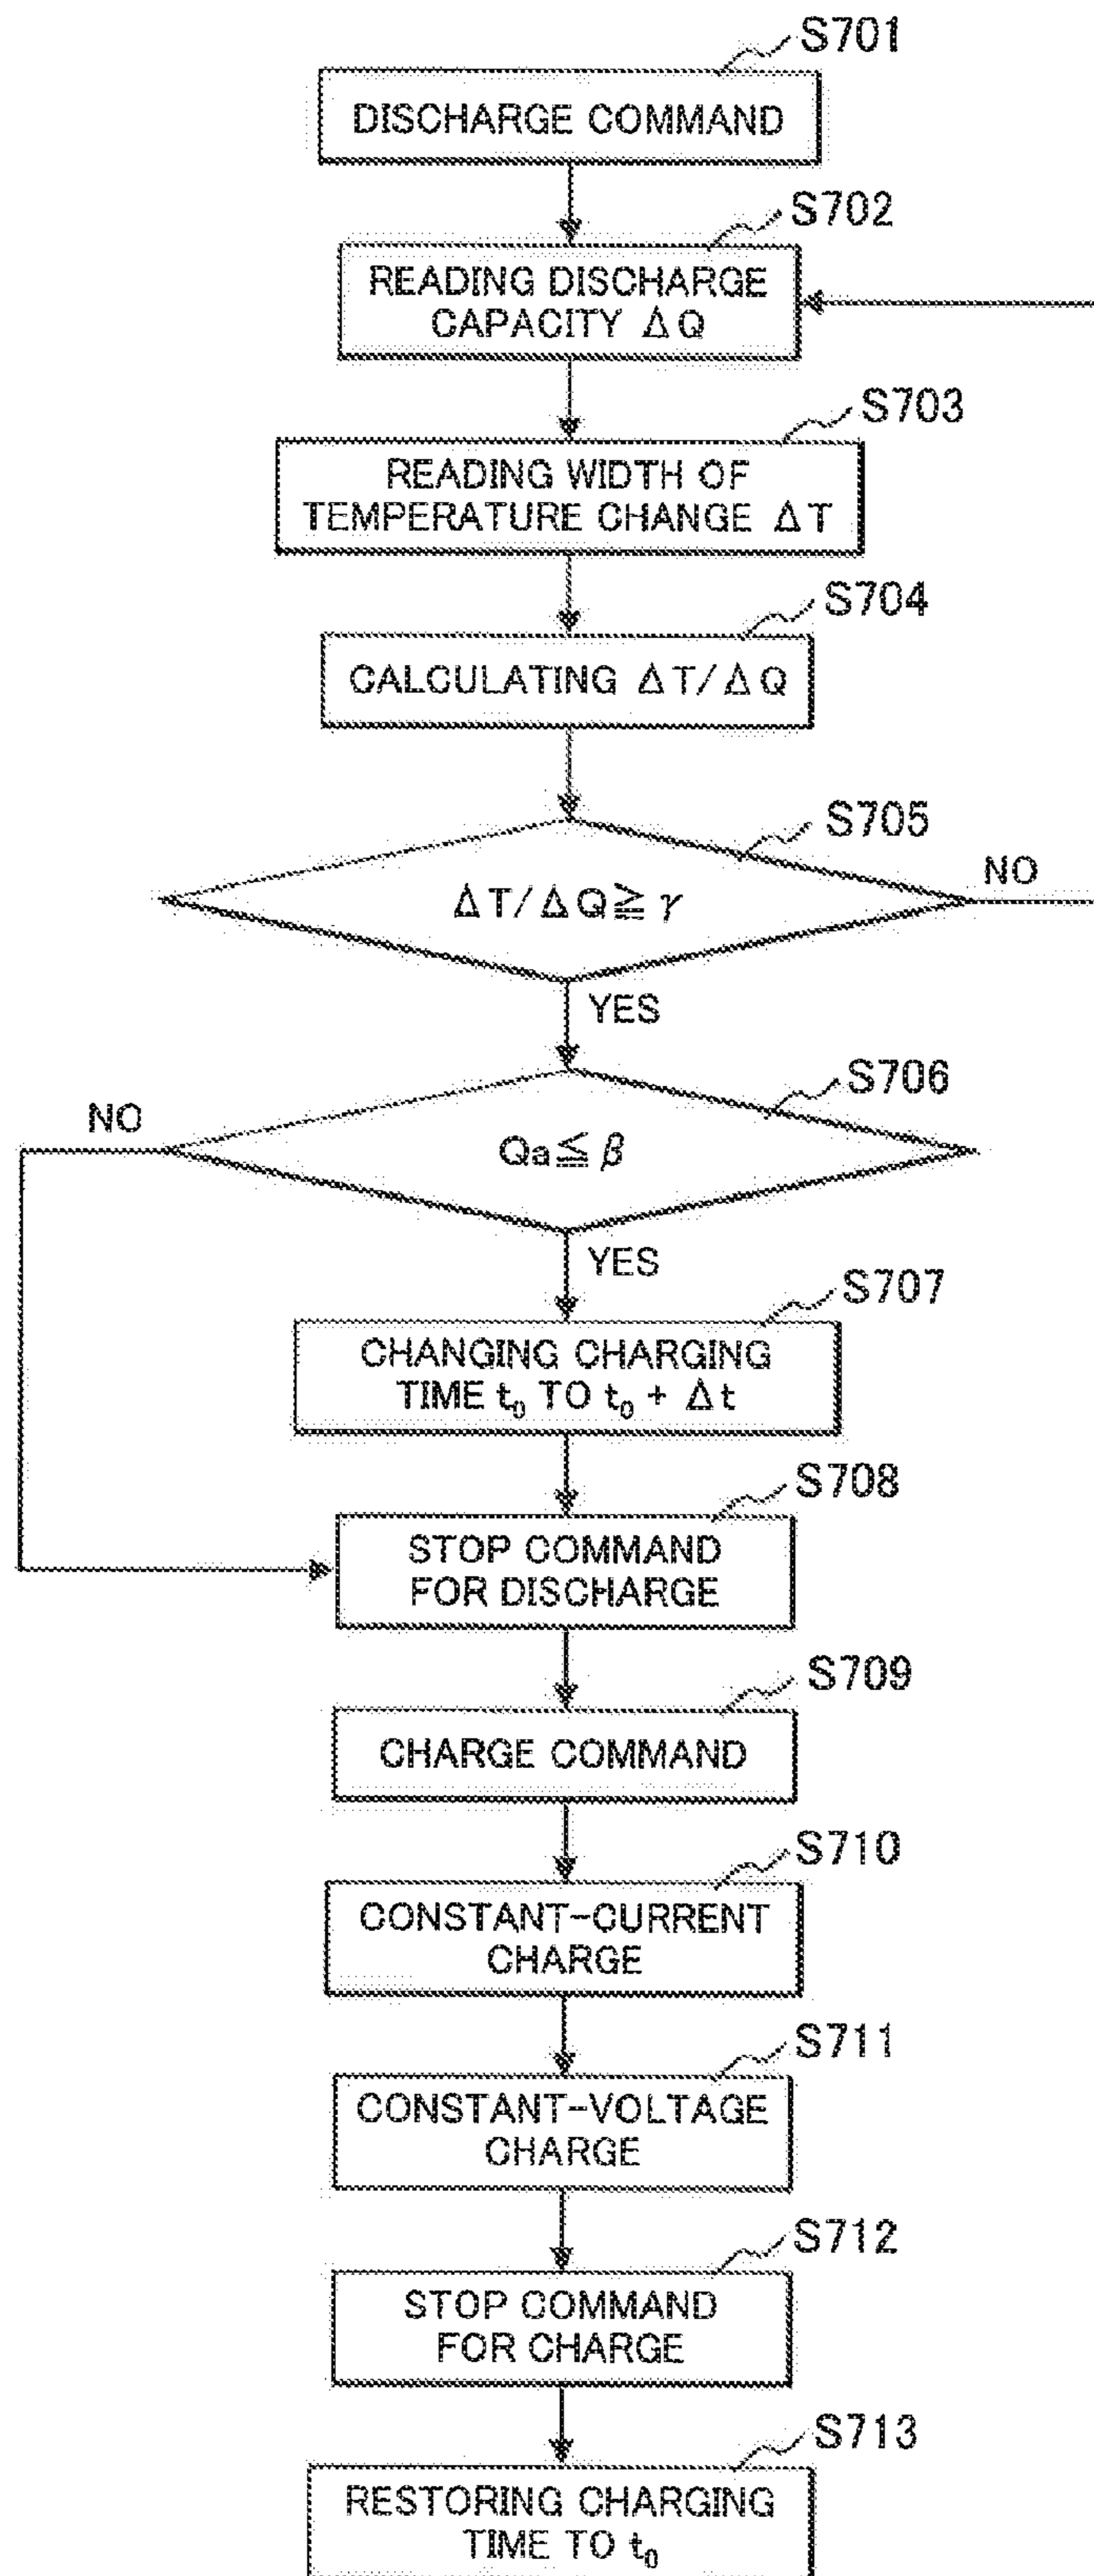 S701
DISCHARGE COMMAND
S702
READING DISCHARGE
CAPACITY ΔQ
S703
READING WIDTH OF
TEMPERATURE CHANGE ΔT
S704
CALCULATING ΔT/ΔQ
S705
ΔT/ΔQ≧γ
NO
YES
S706
NO
Qa≦β
YES
S707
CHANGING CHARGING
TIME t₀ TO t₀ + Δt
S708
STOP COMMAND
FOR DISCHARGE
S709
CHARGE COMMAND
S710
CONSTANT-CURRENT
CHARGE
S711
CONSTANT-VOLTAGE
CHARGE
S712
STOP COMMAND
FOR CHARGE
S713
RESTORING CHARGING
TIME TO t₀